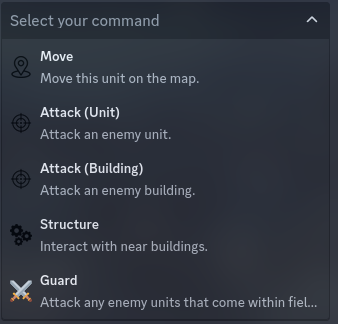 Select your command
Move
Move this unit on the map.
Attack (Unit)
Attack an enemy unit.
Attack (Building)
Attack an enemy building.
Structure
Interact with near buildings.
Guard
Attack any enemy units that come within fiel...